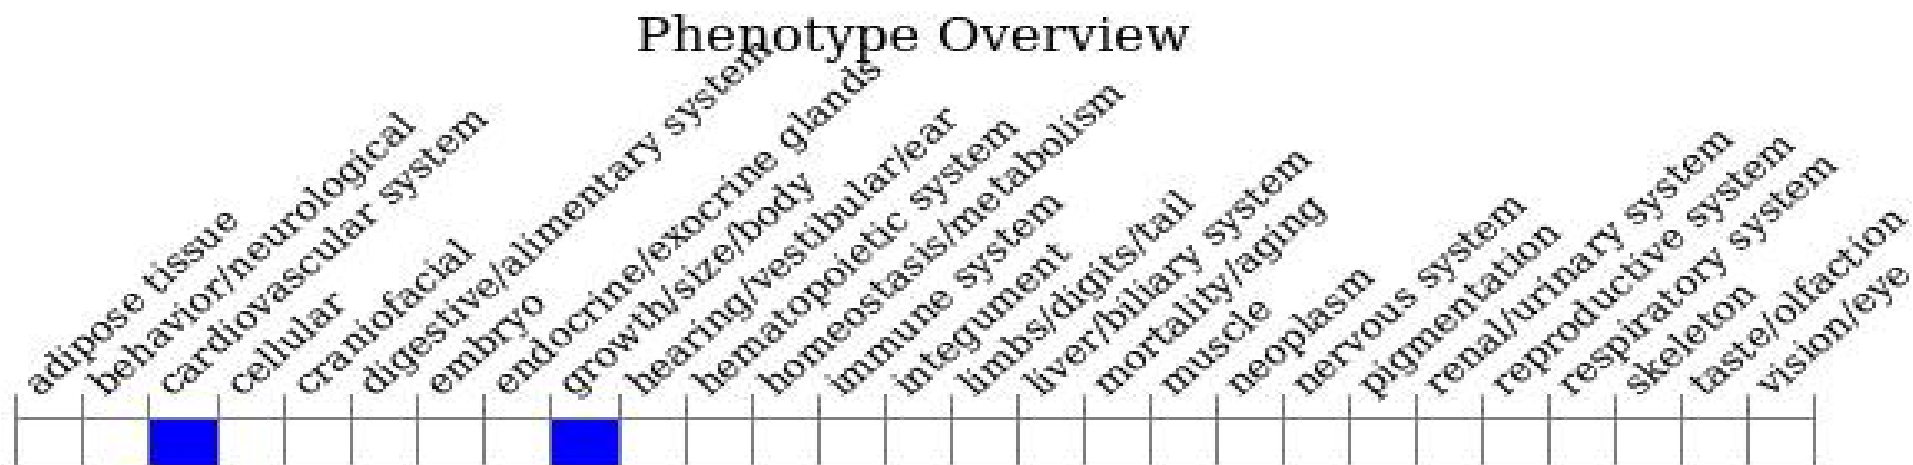 Phenotype Overview
adipose tissue
behavior/neurological
cardiovascular system
cellular
craniofacial
digestive/alimentary system
embryo
endocrine/exocrine glands
growth/size/body
hearing/vestibular/ear
hematopoietic system
homeostasis/metabolism
immune system
integument
limbs/digits/tail
liver/biliary system
mortality/aging
muscle
neoplasm
nervous system
pigmentation
renal/urinary system
reproductive system
respiratory system
skeleton
taste/olfaction
vision/eye